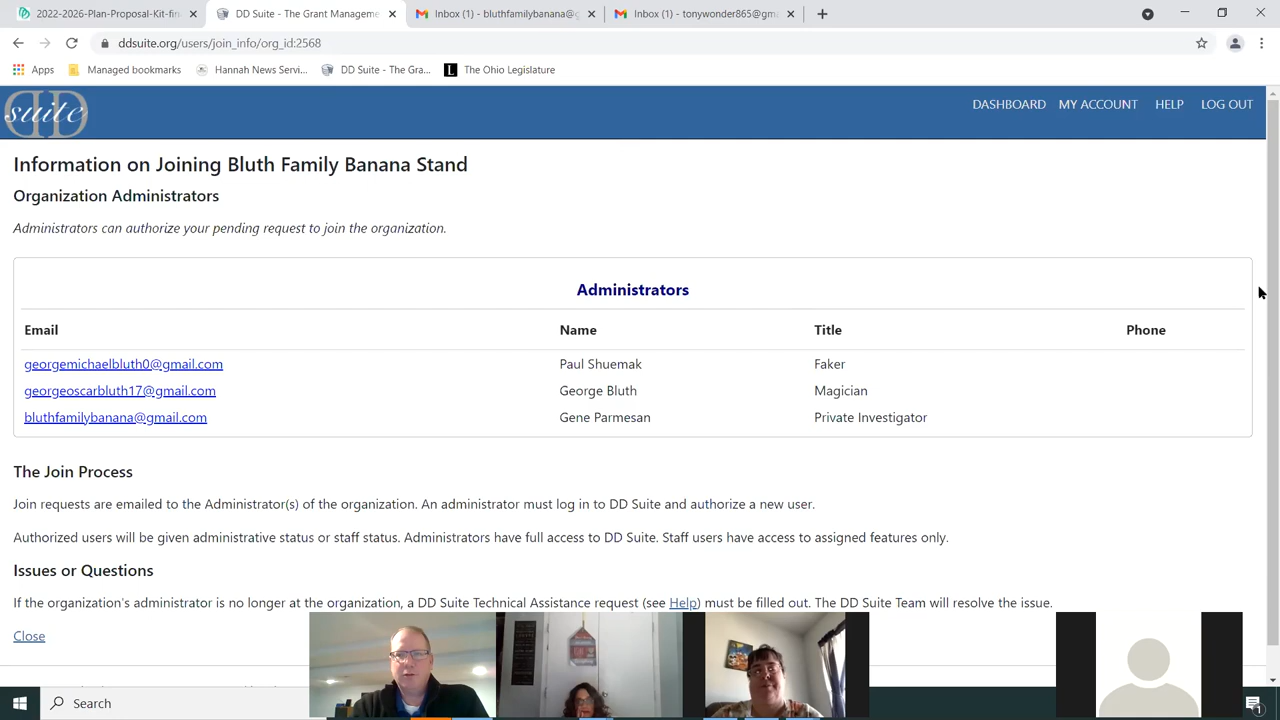 2022-2026-Plan-Proposal-Kit-fin
DD Suite - The Grant Manageme
Inbox (1) - bluthfamilybanana@g
Inbox (1) - tonywonder865@gm
ddsuite.org/users/join_info/org_id:2568
Apps
Managed bookmarks
Hannah News Servi...
DD Suite - The Gra...
The Ohio Legislature
DD suite
DASHBOARD MY ACCOUNT HELP LOG OUT
Information on Joining Bluth Family Banana Stand
Organization Administrators
Administrators can authorize your pending request to join the organization.
Administrators
Email Name Title Phone
georgemichaelbluth0@gmail.com Paul Shuemak Faker
georgeoscarbluth17@gmail.com George Bluth Magician
bluthfamilybanana@gmail.com Gene Parmesan Private Investigator
The Join Process
Join requests are emailed to the Administrator(s) of the organization. An administrator must log in to DD Suite and authorize a new user.
Authorized users will be given administrative status or staff status. Administrators have full access to DD Suite. Staff users have access to assigned features only.
Issues or Questions
If the organization's administrator is no longer at the organization, a DD Suite Technical Assistance request (see Help) must be filled out. The DD Suite Team will resolve the issue.
Close
Search
1